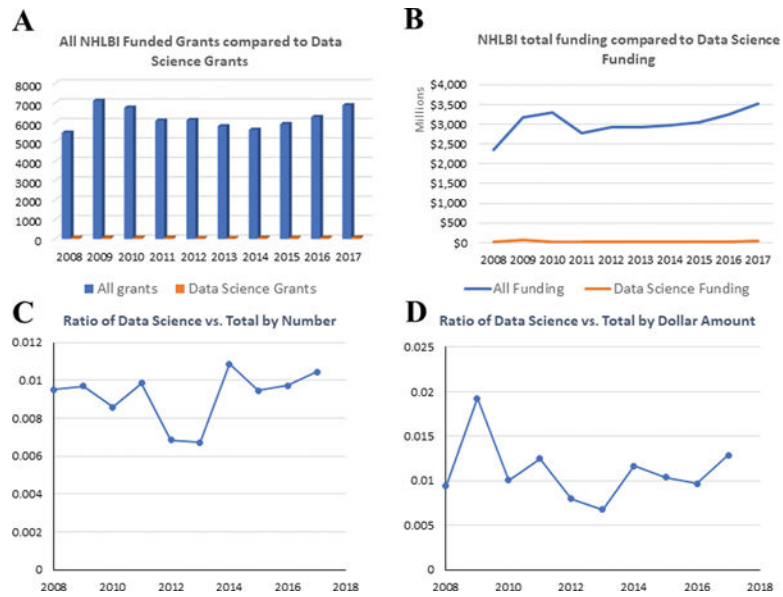 A
All NHLBI Funded Grants compared to Data
Science Grants
8000
7000
6000
5000
4000
3000
2000
1000
0
2008 2009 2010 2011 2012 2013 2014 2015 2016 2017
All grants Data Science Grants
B
NHLBI total funding compared to Data Science
Funding
Millions
$4,000
$3,500
$3,000
$2,500
$2,000
$1,500
$1,000
$500
$0
2008 2009 2010 2011 2012 2013 2014 2015 2016 2017
All Funding Data Science Funding
C
Ratio of Data Science vs. Total by Number
0.012
0.01
0.008
0.006
0.004
0.002
0
2008 2010 2012 2014 2016 2018
D
Ratio of Data Science vs. Total by Dollar Amount
0.025
0.02
0.015
0.01
0.005
0
2008 2010 2012 2014 2016 2018